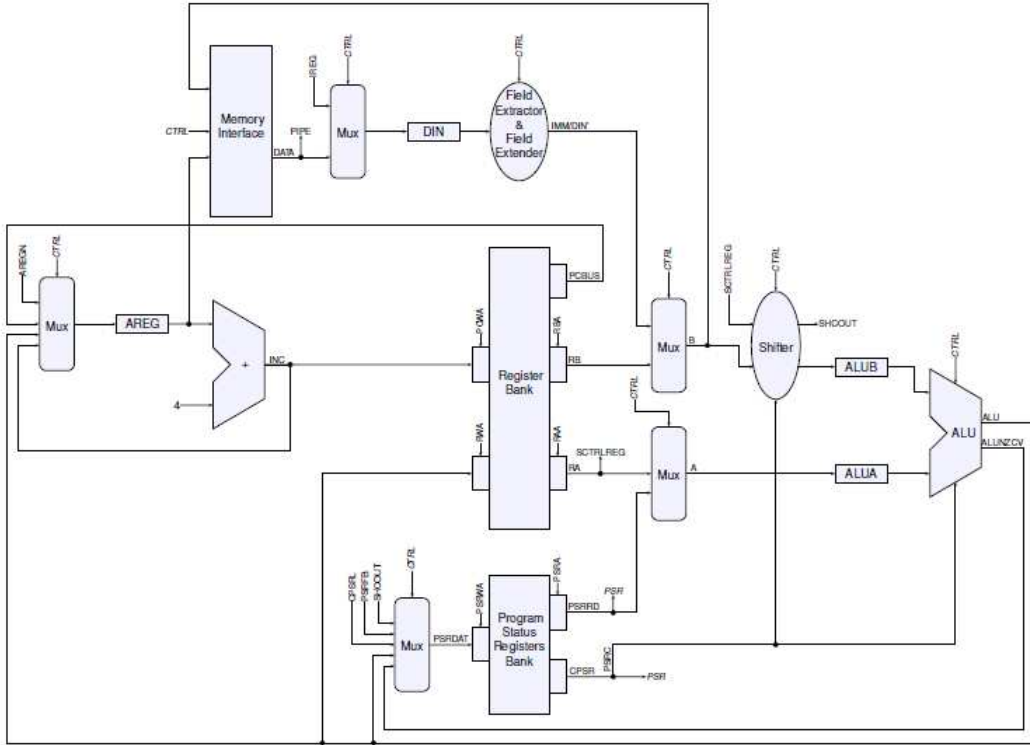 CTRL
IREG
CTRL
CTRL
Memory
Interface
PIPE
DATA
Mux
DIN
Field
Extractor
&
Field
Extender
IMM/DIN'
AREGN
CTRL
Mux
AREG
+
4
INC
PCBUS
PCWA
RBA
RB
Register
Bank
RWA
RAA
RA
SCTRLREG
CTRL
Mux
B
CTRL
Mux
A
SCTRLREG
CTRL
Shifter
SHCOUT
ALUB
ALUA
CTRL
ALU
ALU
ALUNZCV
CPSRL
PSRFB
SHCOUT
CTRL
Mux
PSRDAT
PSRWA
Program
Status
Registers
Bank
PSRA
PSRRD
PSR
CPSR
PSRC
PSR